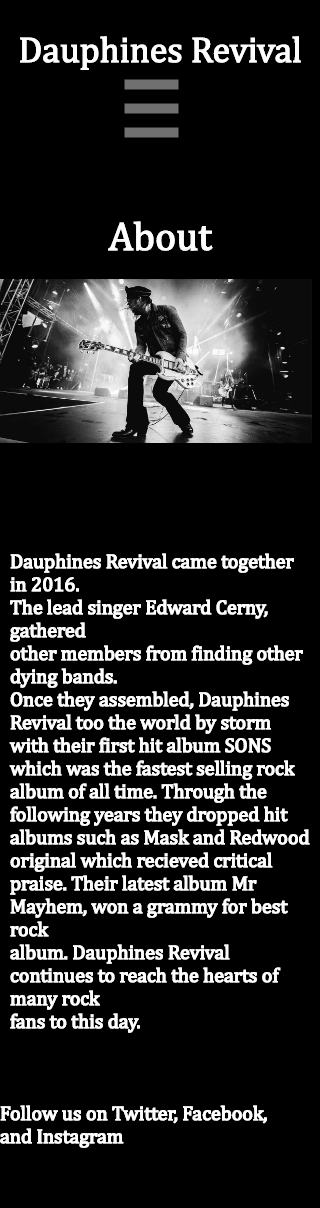 Dauphines Revival
About
Dauphines Revival came together
in 2016.
The lead singer Edward Cerny,
gathered
other members from finding other
dying bands.
Once they assembled, Dauphines
Revival too the world by storm
with their first hit album SONS
which was the fastest selling rock
album of all time. Through the
following years they dropped hit
albums such as Mask and Redwood
original which recieved critical
praise. Their latest album Mr
Mayhem, won a grammy for best
rock
album. Dauphines Revival
continues to reach the hearts of
many rock
fans to this day.
Follow us on Twitter, Facebook,
and Instagram